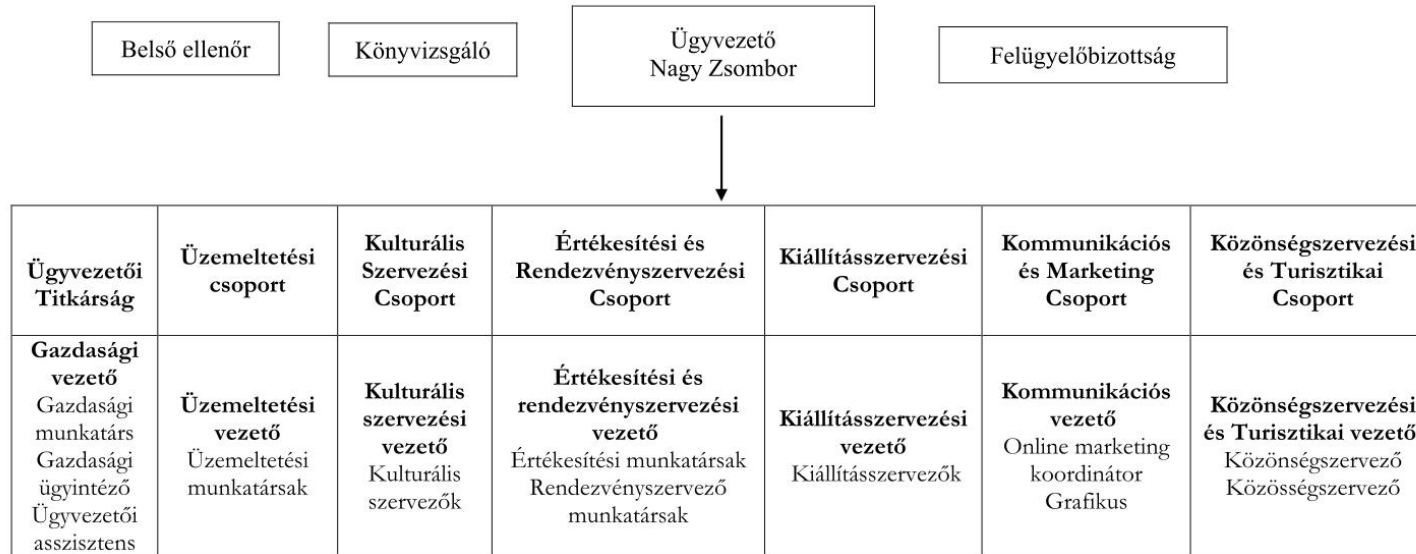 Belső ellenőr
Könyvizsgáló
Ügyvezető
Nagy Zsombor
Felügyelőbizottság
Ügyvezetői
Titkárság
Üzemeltetési
csoport
Kulturális
Szervezési
Csoport
Értékesítési és
Rendezvényszervezési
Csoport
Kiállításszervezési
Csoport
Kommunikációs
és Marketing
Csoport
Közönségszervezési
és Turisztikai
Csoport
Gazdasági
vezető
Gazdasági
munkatárs
Gazdasági
ügyintéző
Ügyvezetői
asszisztens
Üzemeltetési
vezető
Üzemeltetési
munkatársak
Kulturális
szervezési
vezető
Kulturális
szervezők
Értékesítési és
rendezvényszervezési
vezető
Értékesítési munkatársak
Rendezvényszervező
munkatársak
Kiállításszervezési
vezető
Kiállításszervezők
Kommunikációs
vezető
Online marketing
koordinátor
Grafikus
Közönségszervezési
és Turisztikai vezető
Közönségszervező
Közösségszervező